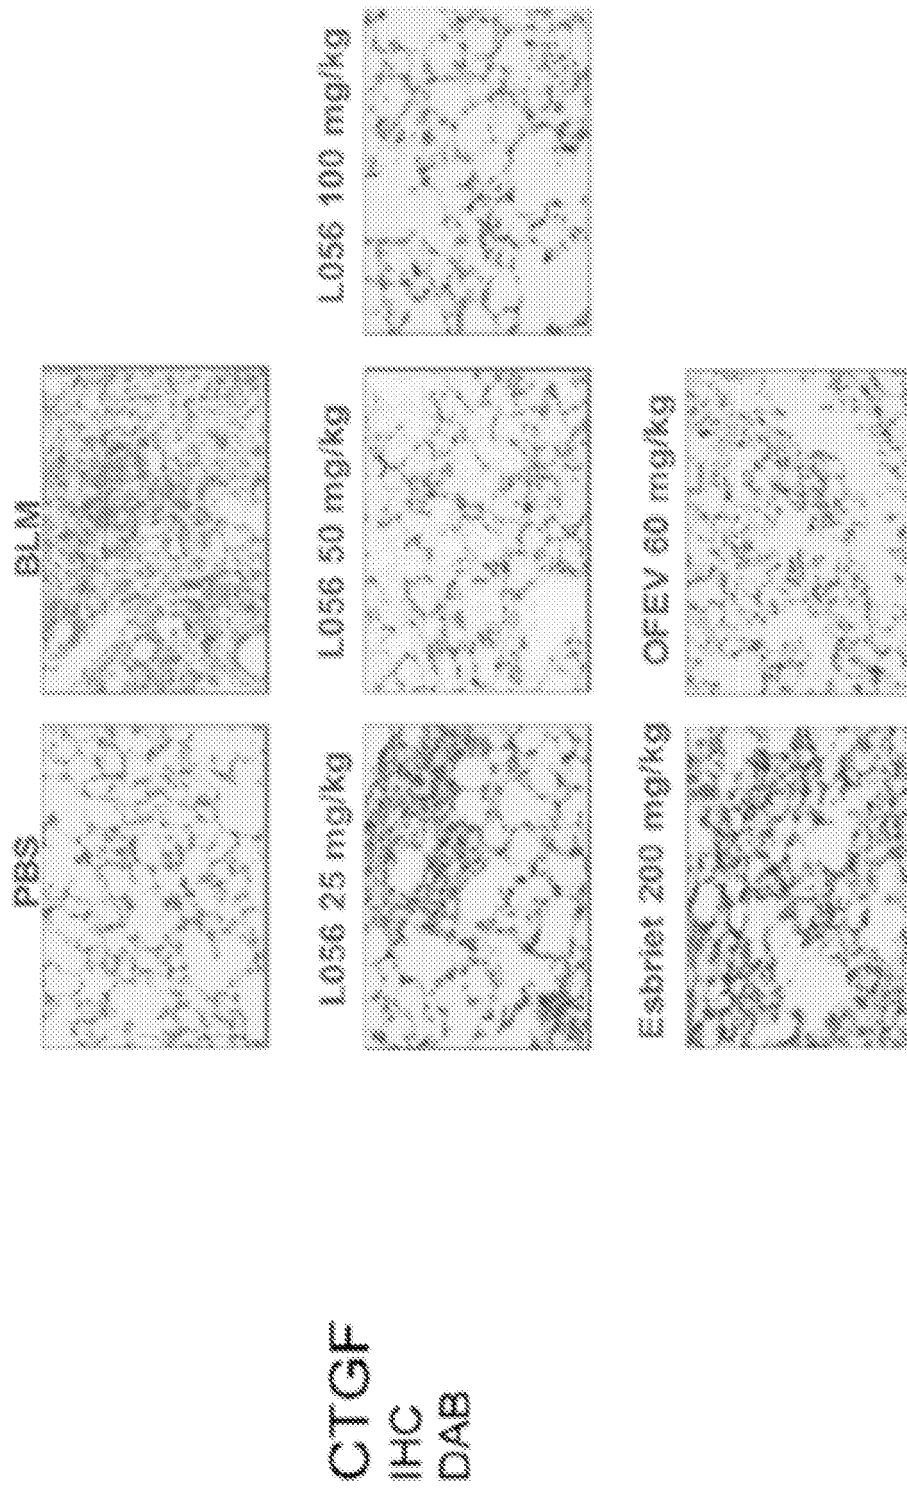 CTGF
IHC
DAB
PBS
BLM
L056 25 mg/kg
L056 50 mg/kg
L056 100 mg/kg
Esbriet 200 mg/kg
OFEV 60 mg/kg